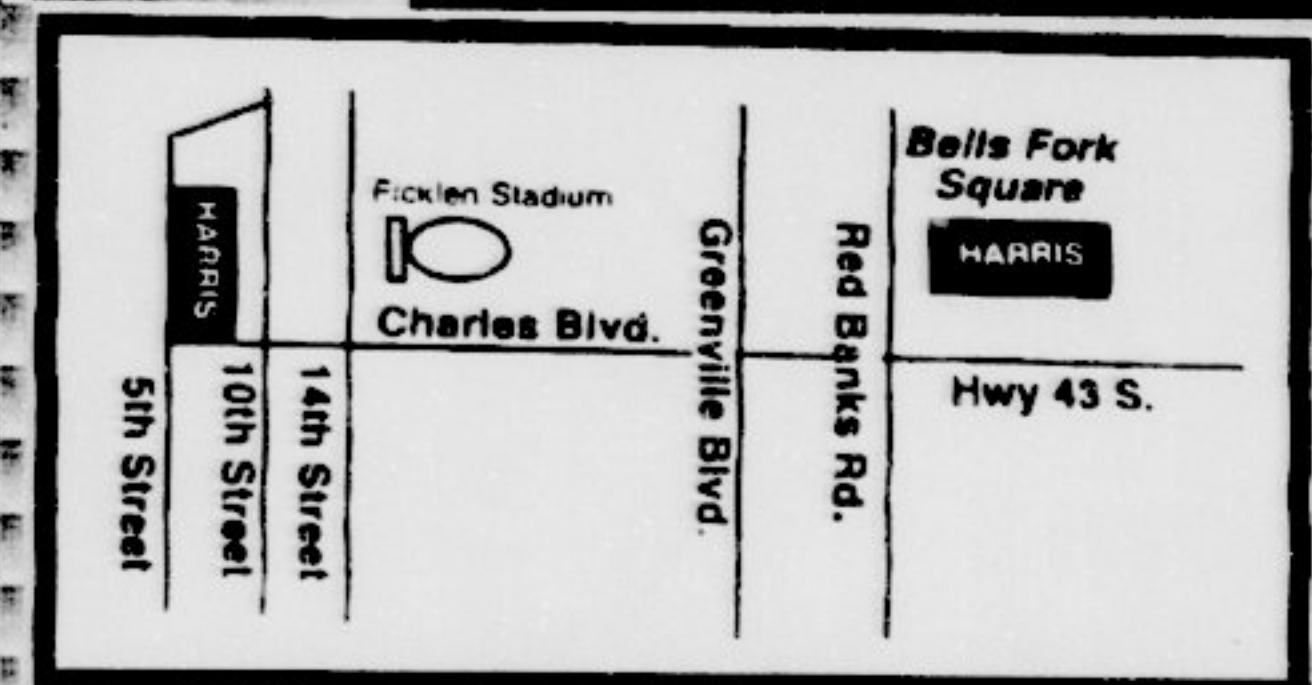 Bells Fork
Square
HARRIS
Ficklen Stadium
HARRIS
Charles Blvd.
Greenville Blvd.
Red Banks Rd.
Hwy 43 S.
5th Street
10th Street
14th Street